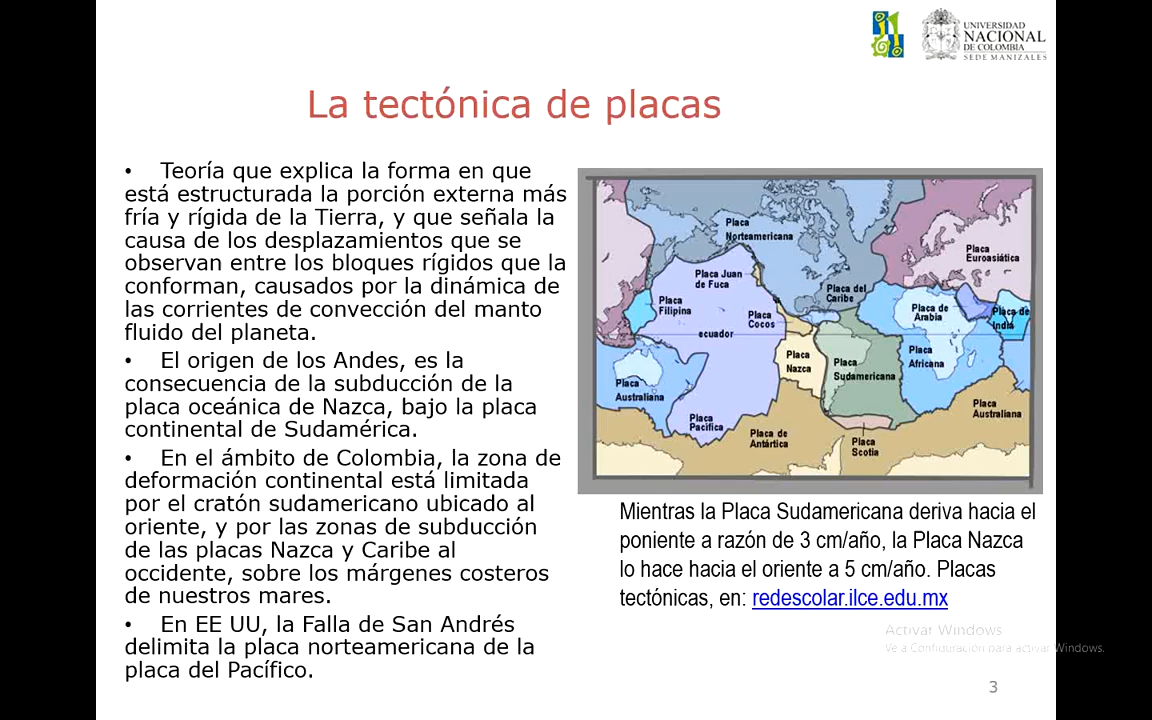 UNIVERSIDAD
NACIONAL
DE COLOMBIA
SEDE MANIZALES
La tectónica de placas
• Teoría que explica la forma en que
está estructurada la porción externa más
fría y rígida de la Tierra, y que señala la
causa de los desplazamientos que se
observan entre los bloques rígidos que la
conforman, causados por la dinámica de
las corrientes de convección del manto
fluido del planeta.
• El origen de los Andes, es la
consecuencia de la subducción de la
placa oceánica de Nazca, bajo la placa
continental de Sudamérica.
• En el ámbito de Colombia, la zona de
deformación continental está limitada
por el cratón sudamericano ubicado al
oriente, y por las zonas de subducción
de las placas Nazca y Caribe al
occidente, sobre los márgenes costeros
de nuestros mares.
• En EE UU, la Falla de San Andrés
delimita la placa norteamericana de la
placa del Pacífico.
Placa
Norteamericana
Placa
Euroasiática
Placa Juan
de Fuca
Placa del
Caribe
Placa
Filipina
Placa
Cocos
Placa de
Arabia
Placa de
India
ecuador
Placa
Nazca
Placa
Sudamericana
Placa
Africana
Placa
Australiana
Placa
Pacífica
Placa de
Antártica
Placa
Scotia
Placa
Australiana
Mientras la Placa Sudamericana deriva hacia el
poniente a razón de 3 cm/año, la Placa Nazca
lo hace hacia el oriente a 5 cm/año. Placas
tectónicas, en: redescolar.ilce.edu.mx
Activar Windows
Ve a Configuración para activar Windows.
3